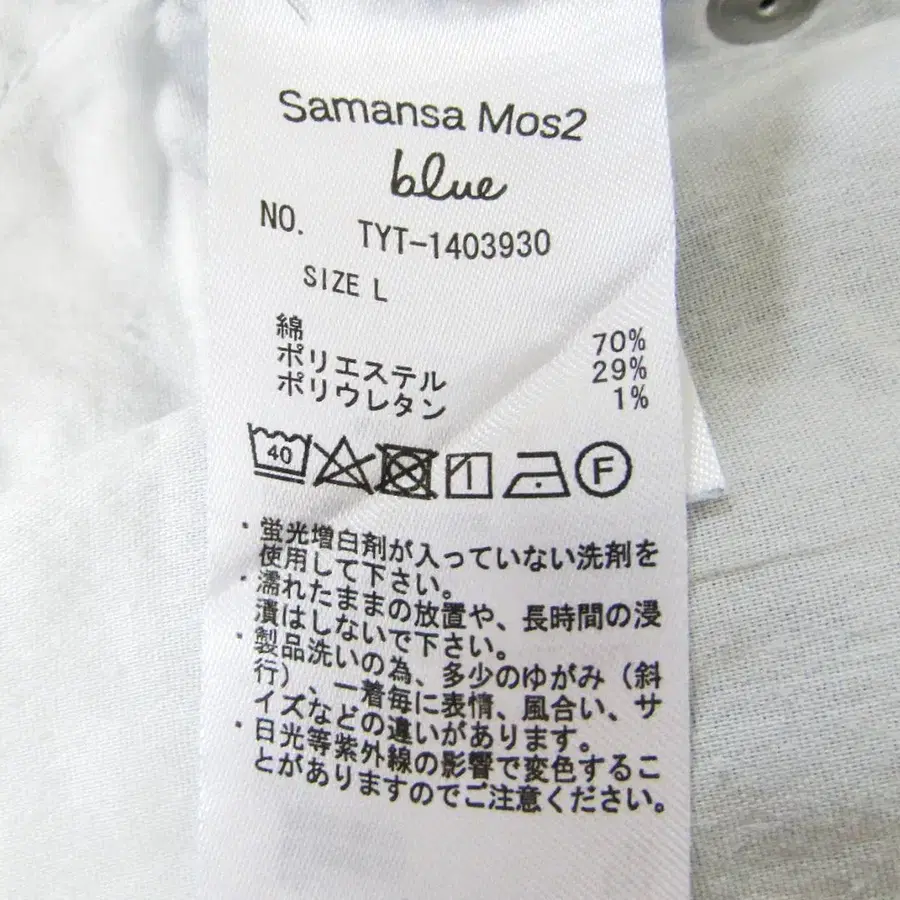 Samansa Mos2
blue
NO. TYT-1403930
SIZE L
綿 70%
ポリエステル 29%
ポリウレタン 1%
40 F
・蛍光増白剤が入っていない洗剤を
使用して下さい。
・濡れたままの放置や、長時間の浸
漬はしないで下さい。
・製品洗いの為、多少のゆがみ（斜
行）、一着毎に表情、風合い、サ
イズなどの違いがあります。
・日光等紫外線の影響で変色するこ
とがありますのでご注意ください。